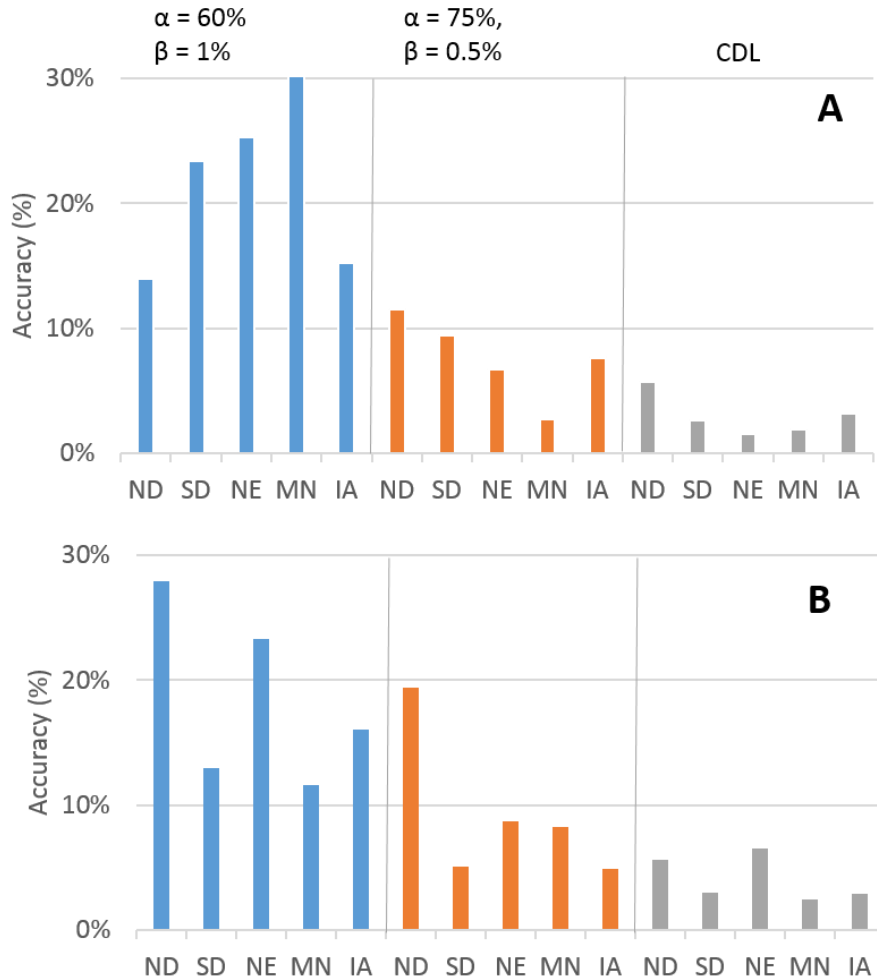 α = 60%
β = 1%
α = 75%,
β = 0.5%
CDL
A
Accuracy (%)
30%
20%
10%
0%
ND SD NE MN IA ND SD NE MN IA ND SD NE MN IA
B
Accuracy (%)
30%
20%
10%
0%
ND SD NE MN IA ND SD NE MN IA ND SD NE MN IA